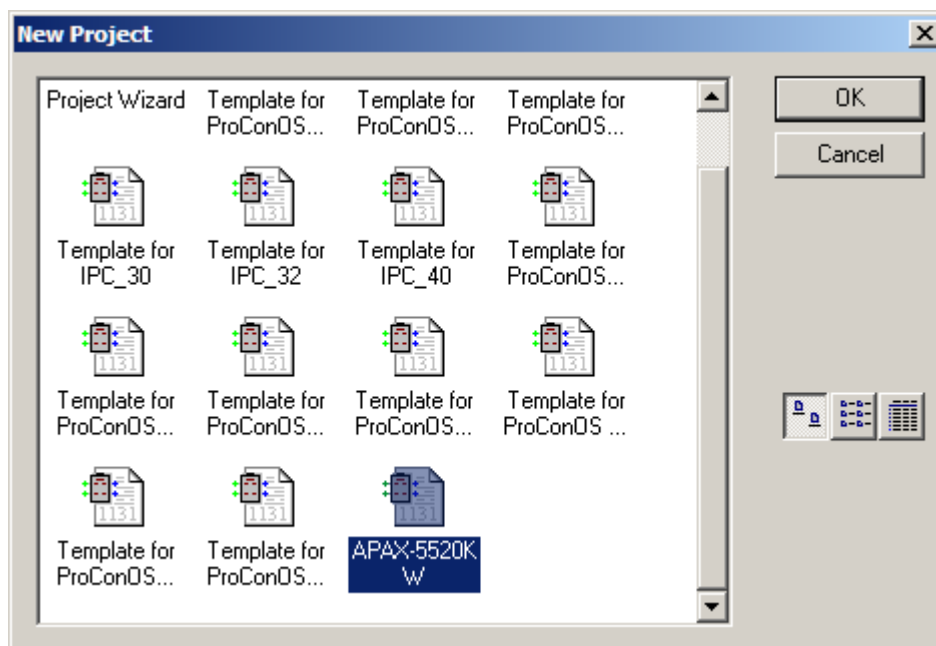 New Project
Project Wizard Template for Template for Template for
ProConOS... ProConOS... ProConOS...
OK
Cancel
1131 1131 1131 1131
Template for Template for Template for Template for
IPC_30 IPC_32 IPC_40 ProConOS...
1131 1131 1131 1131
Template for Template for Template for Template for
ProConOS... ProConOS... ProConOS... ProConOS ...
1131 1131 1131
Template for Template for APAX-5520K
ProConOS... ProConOS... W